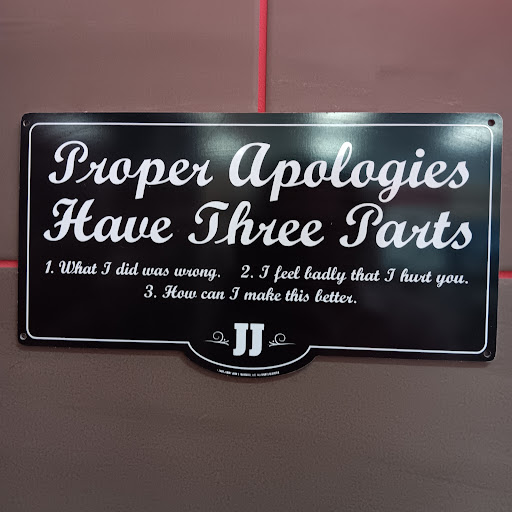 Proper Apologies
Have Three Parts
1. What I did was wrong. 2. I feel badly that I hurt you.
3. How can I make this better.
JJ